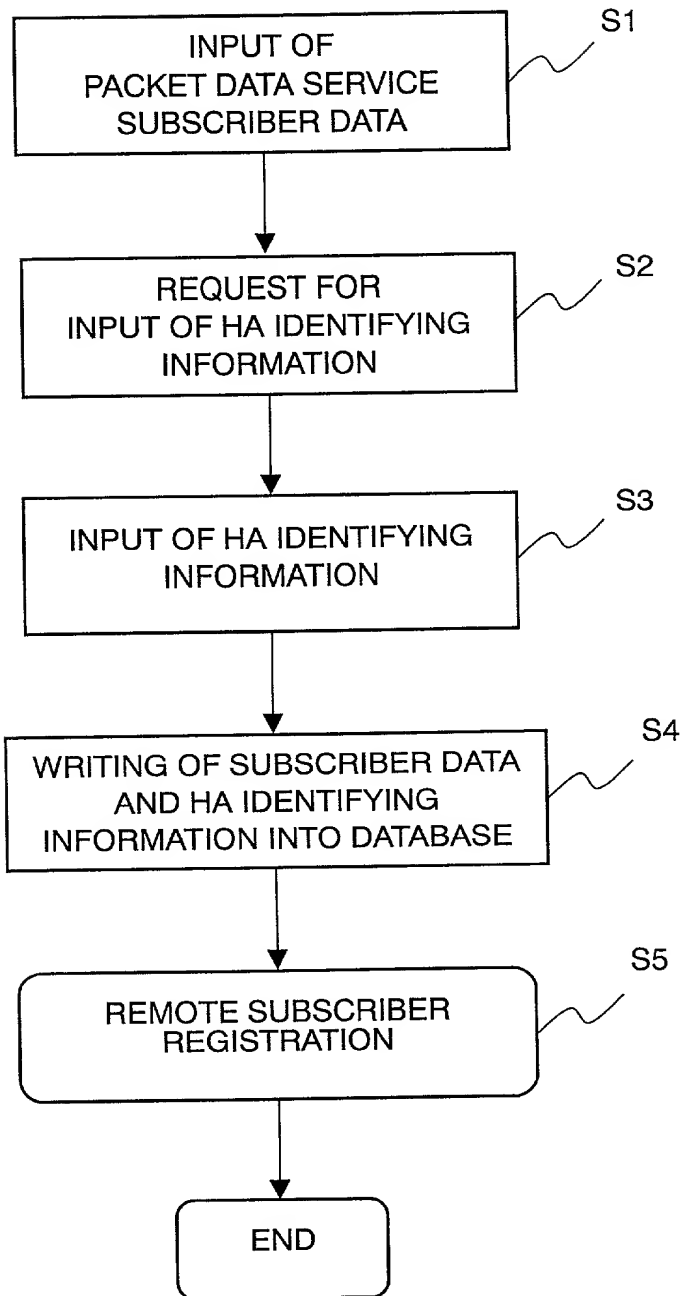 S1
INPUT OF
PACKET DATA SERVICE
SUBSCRIBER DATA
S2
REQUEST FOR
INPUT OF HA IDENTIFYING
INFORMATION
S3
INPUT OF HA IDENTIFYING
INFORMATION
S4
WRITING OF SUBSCRIBER DATA
AND HA IDENTIFYING
INFORMATION INTO DATABASE
S5
REMOTE SUBSCRIBER
REGISTRATION
END